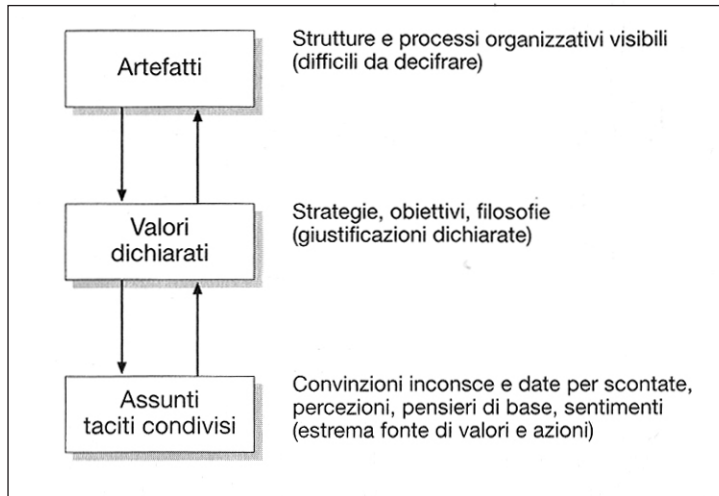 Artefatti
Strutture e processi organizzativi visibili
(difficili da decifrare)
Valori
dichiarati
Strategie, obiettivi, filosofie
(giustificazioni dichiarate)
Assunti
taciti condivisi
Convinzioni inconsce e date per scontate,
percezioni, pensieri di base, sentimenti
(estrema fonte di valori e azioni)